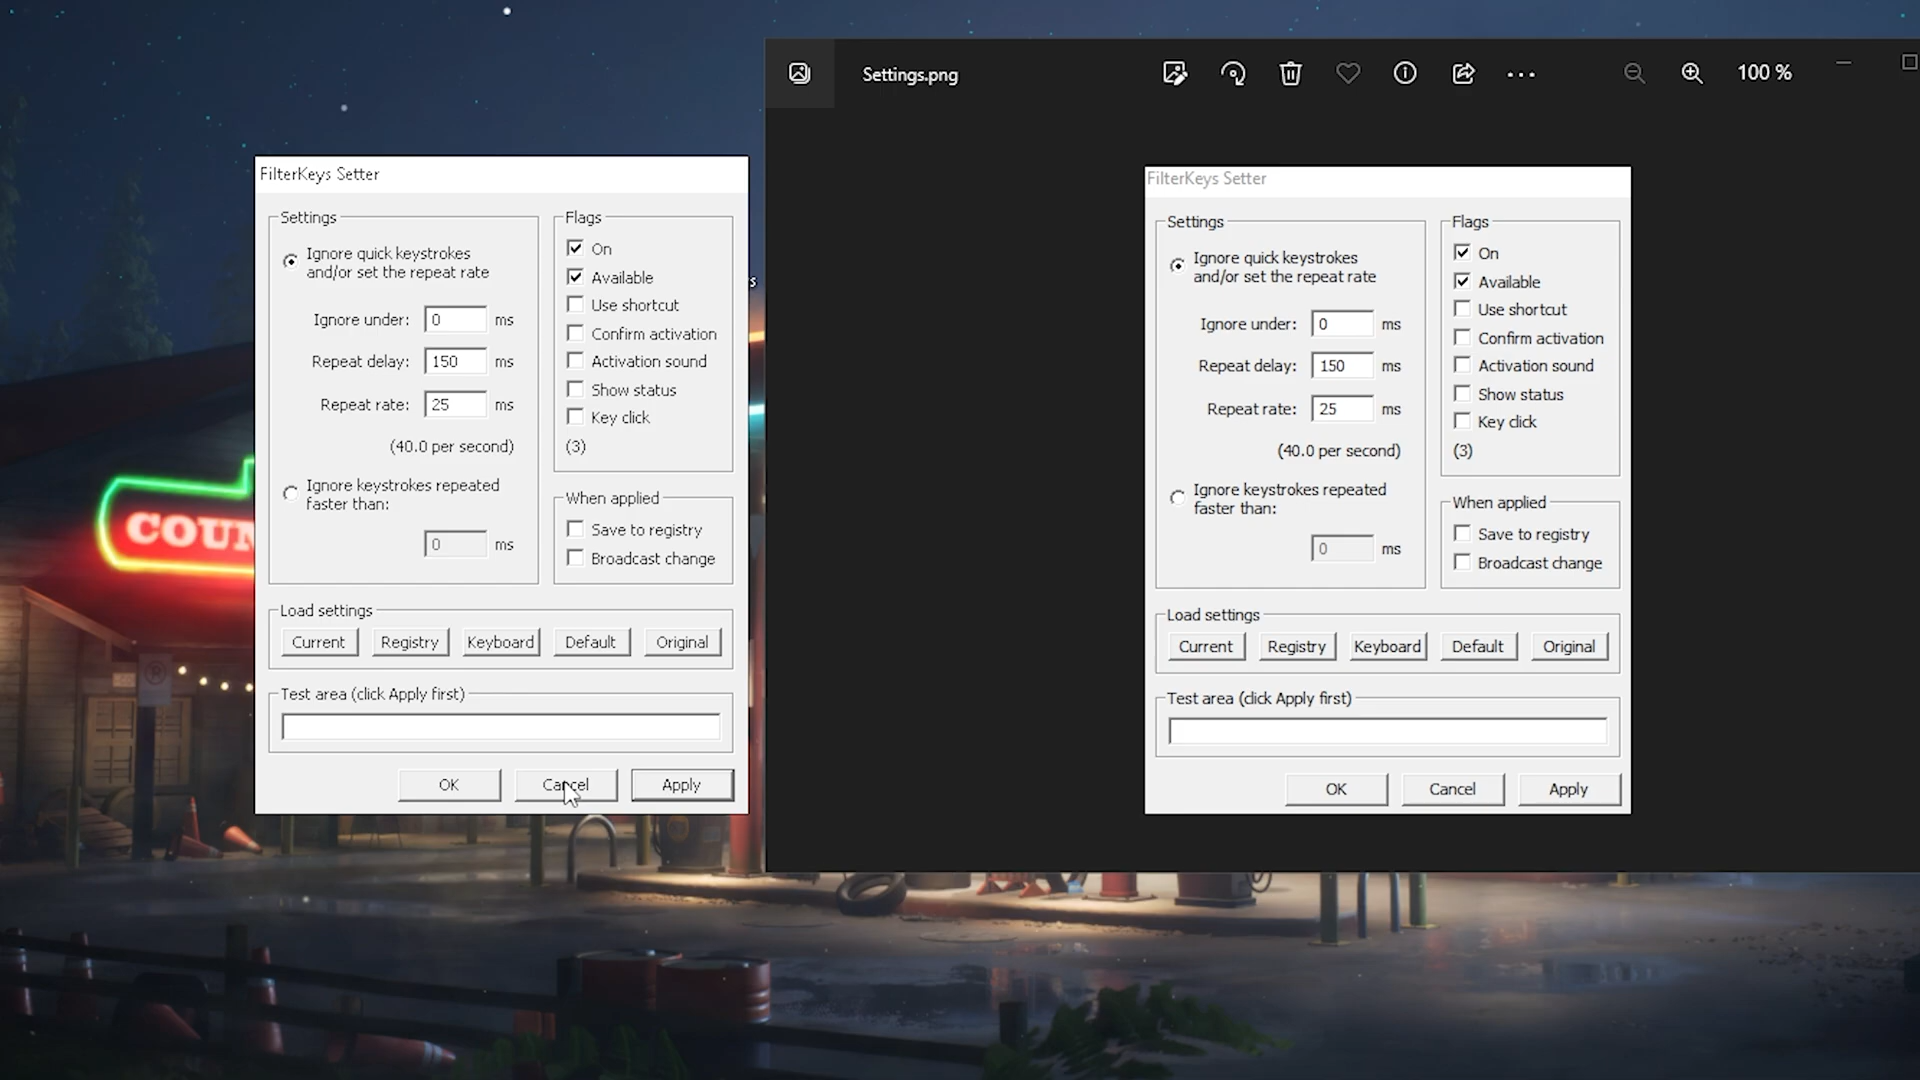 Settings.png
100 %
FilterKeys Setter
Settings
Ignore quick keystrokes
and/or set the repeat rate
Ignore under: 0 ms
Repeat delay: 150 ms
Repeat rate: 25 ms
(40.0 per second)
Ignore keystrokes repeated
faster than:
0 ms
Flags
On
Available
Use shortcut
Confirm activation
Activation sound
Show status
Key click
(3)
When applied
Save to registry
Broadcast change
Load settings
Current Registry Keyboard Default Original
Test area (click Apply first)
OK Cancel Apply
FilterKeys Setter
Settings
Ignore quick keystrokes
and/or set the repeat rate
Ignore under: 0 ms
Repeat delay: 150 ms
Repeat rate: 25 ms
(40.0 per second)
Ignore keystrokes repeated
faster than:
0 ms
Flags
On
Available
Use shortcut
Confirm activation
Activation sound
Show status
Key click
(3)
When applied
Save to registry
Broadcast change
Load settings
Current Registry Keyboard Default Original
Test area (click Apply first)
OK Cancel Apply
COUN
s